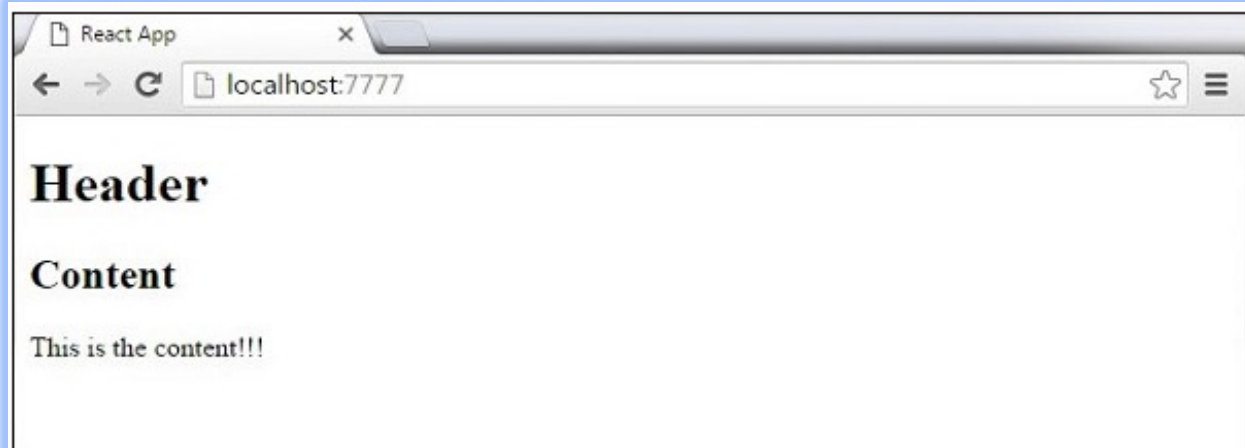 React App
localhost:7777
Header
Content
This is the content!!!